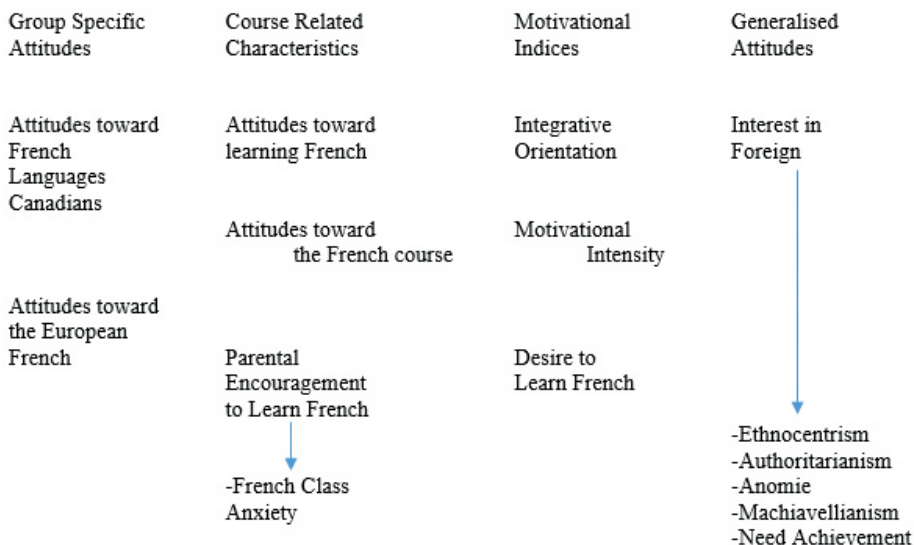 Group Specific
Attitudes
Course Related
Characteristics
Motivational
Indices
Generalised
Attitudes
Attitudes toward
French
Languages
Canadians
Attitudes toward
learning French
Integrative
Orientation
Interest in
Foreign
Attitudes toward
the French course
Motivational
Intensity
Attitudes toward
the European
French
Parental
Encouragement
to Learn French
Desire to
Learn French
-French Class
Anxiety
-Ethnocentrism
-Authoritarianism
-Anomie
-Machiavellianism
-Need Achievement